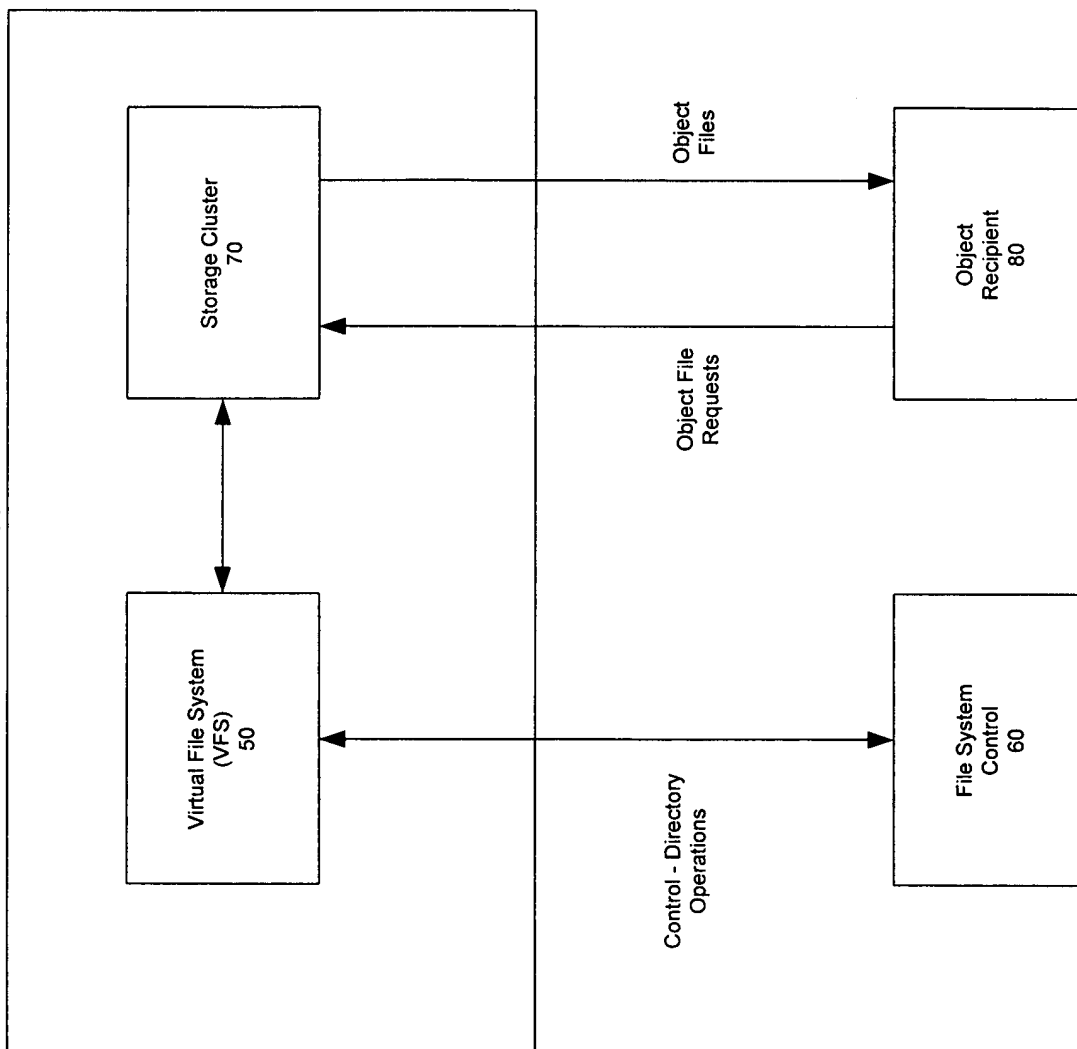 Virtual File System
(VFS)
50
Storage Cluster
70
Control - Directory
Operations
Object File
Requests
Object
Files
File System
Control
60
Object
Recipient
80